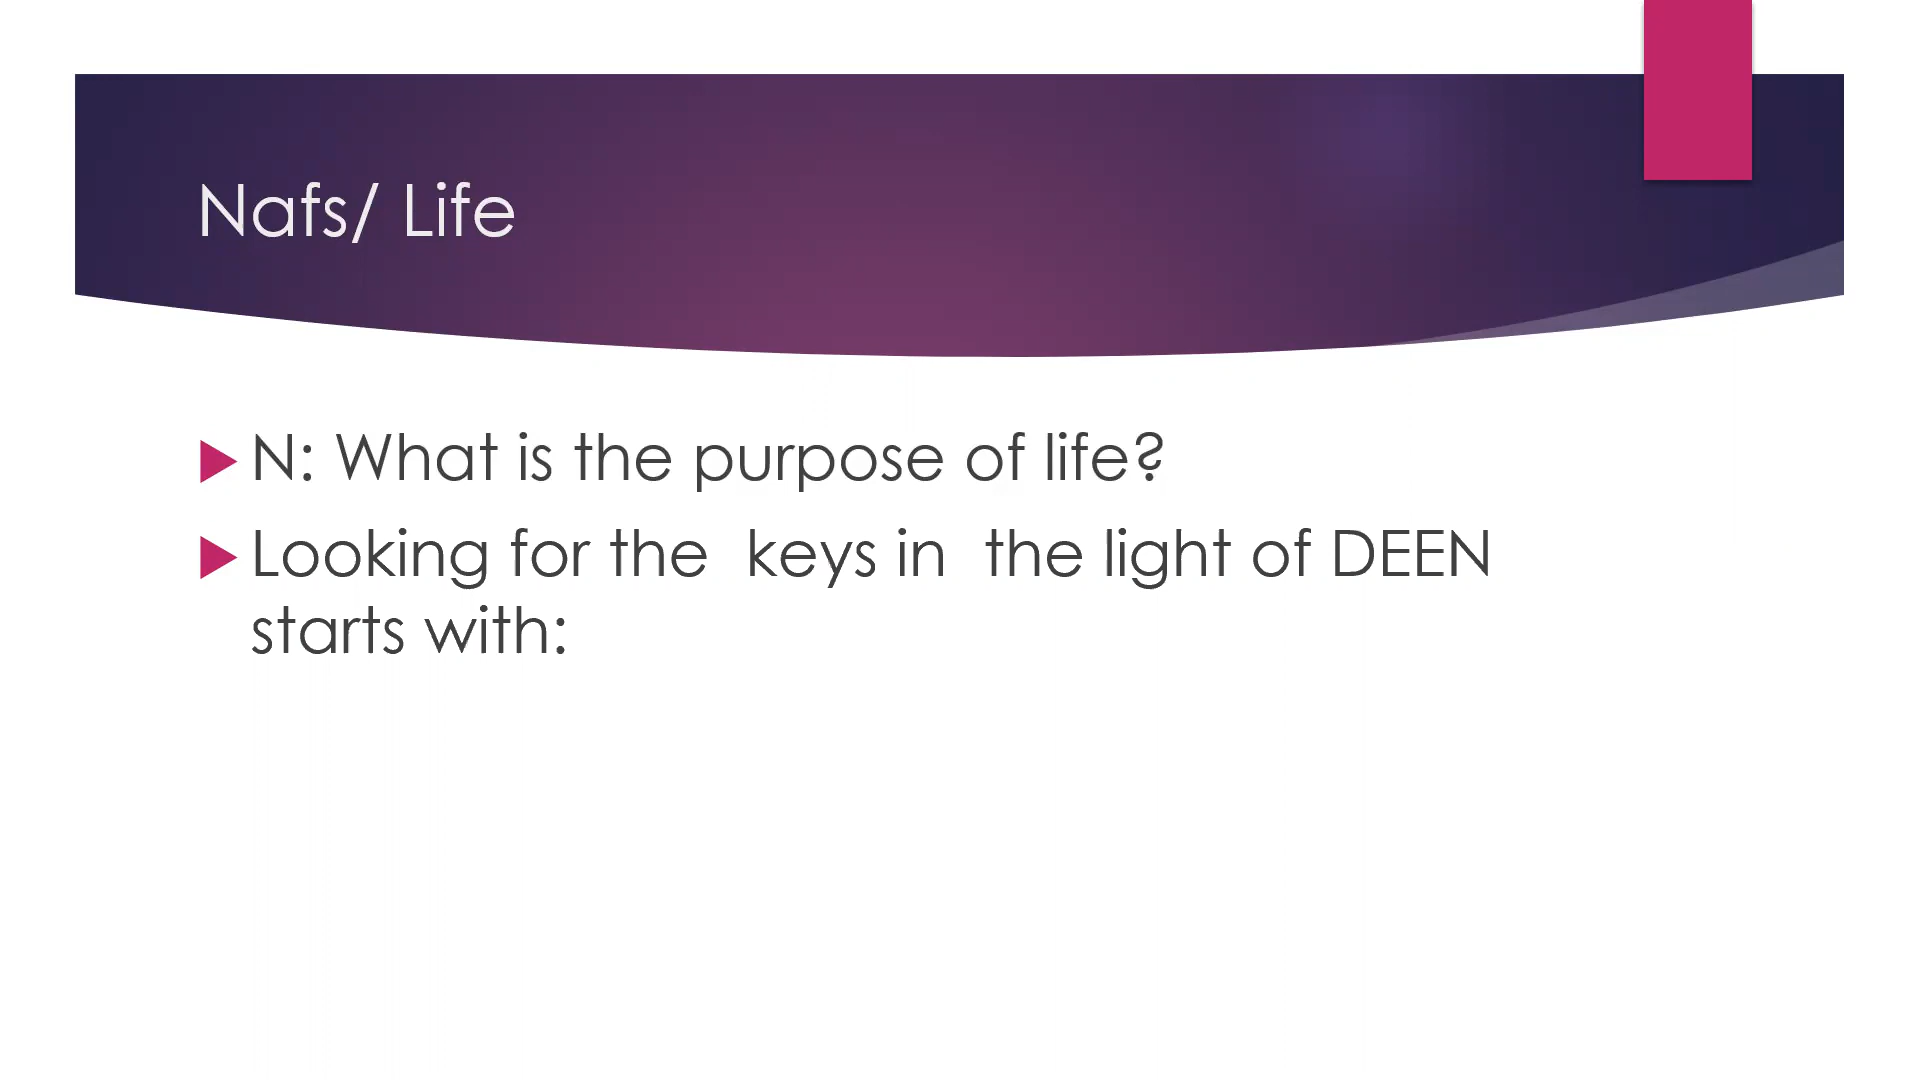 Nafs/ Life
N: What is the purpose of life?
Looking for the  keys in  the light of DEEN
starts with: